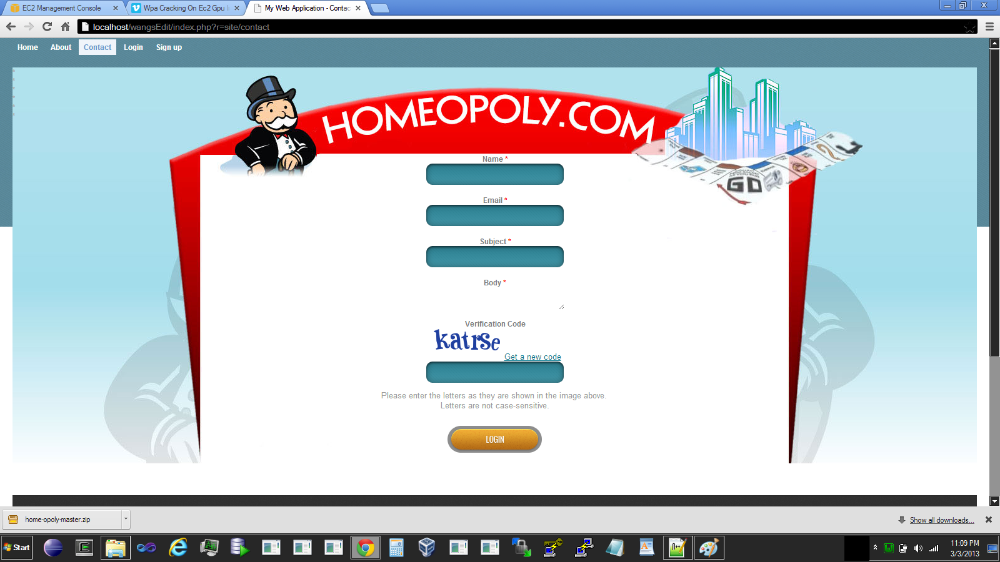 EC2 Management Console
Wpa Cracking On Ec2 Gpu
My Web Application - Contac
localhost/wangsEdit/index.php?r=site/contact
Home About Contact Login Sign up
HOMEOPOLY.COM
GO
Name *
Email *
Subject *
Body *
Verification Code
katrse
Get a new code
Please enter the letters as they are shown in the image above.
Letters are not case-sensitive.
LOGIN
home-opoly-master.zip
Show all downloads...
Start
11:09 PM
3/3/2013